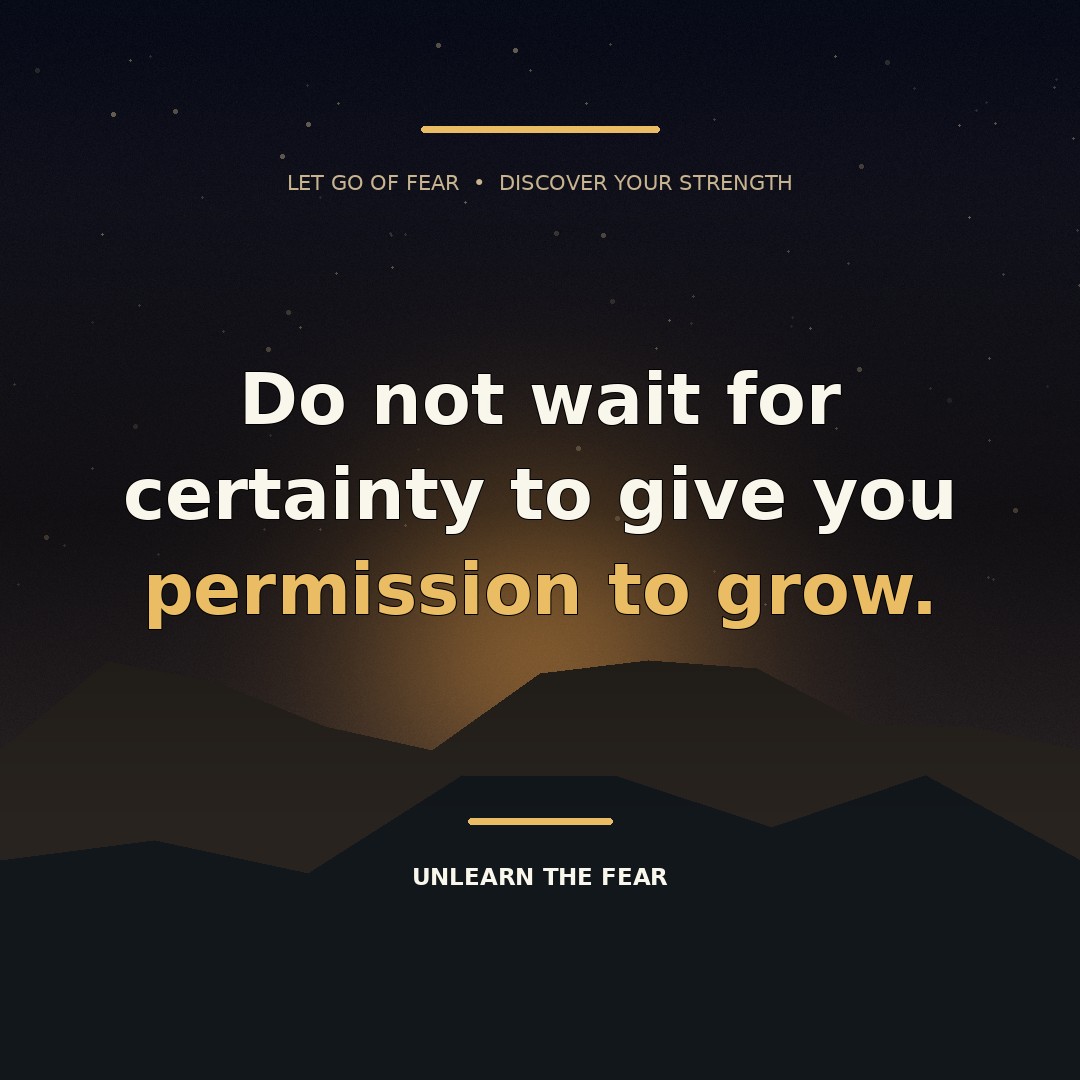 LET GO OF FEAR • DISCOVER YOUR STRENGTH
Do not wait for
certainty to give you
permission to grow.
UNLEARN THE FEAR